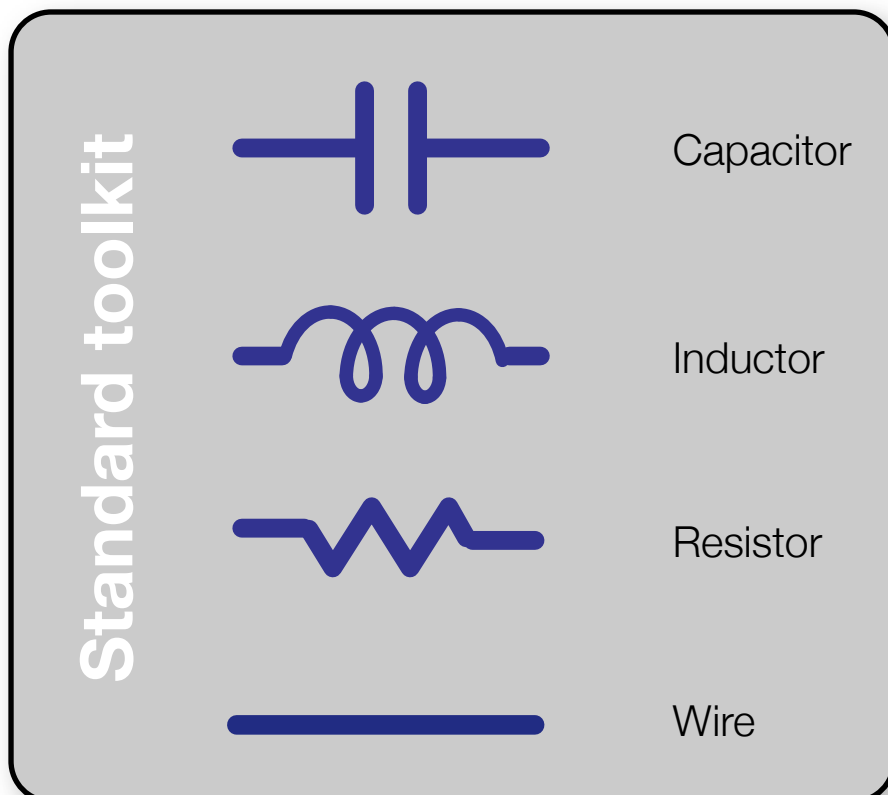 Standard toolkit
Capacitor
Inductor
Resistor
Wire